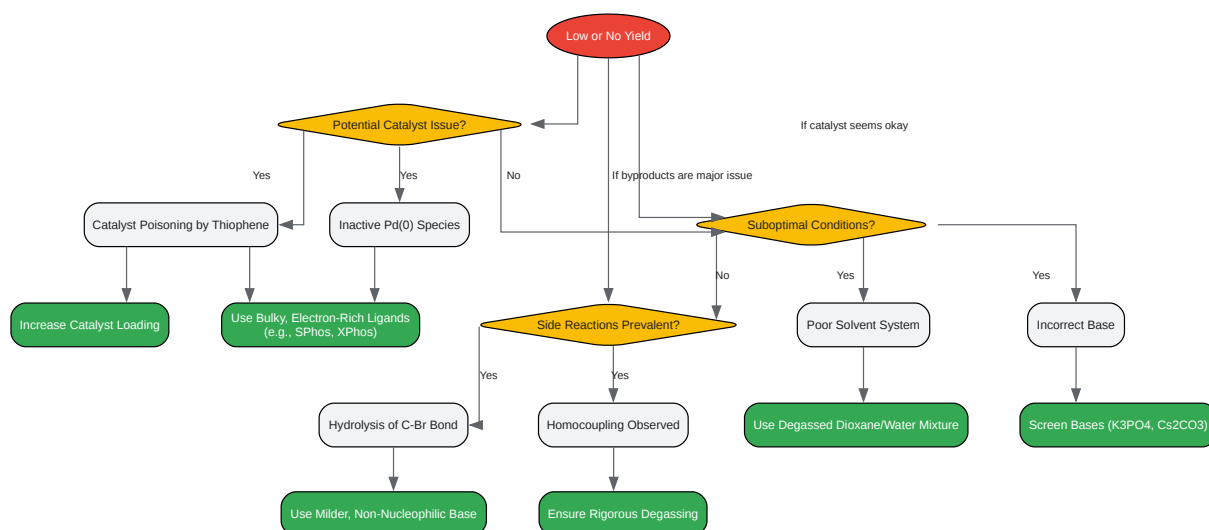 Low or No Yield
Potential Catalyst Issue?
If catalyst seems okay
Yes
Yes
No
If byproducts are major issue
Catalyst Poisoning by Thiophene
Inactive Pd(0) Species
Suboptimal Conditions?
No
Yes
Yes
Increase Catalyst Loading
Use Bulky, Electron-Rich Ligands
(e.g., SPhos, XPhos)
Side Reactions Prevalent?
Poor Solvent System
Incorrect Base
Yes
Yes
Hydrolysis of C-Br Bond
Homocoupling Observed
Use Degassed Dioxane/Water Mixture
Screen Bases (K3PO4, Cs2CO3)
Use Milder, Non-Nucleophilic Base
Ensure Rigorous Degassing